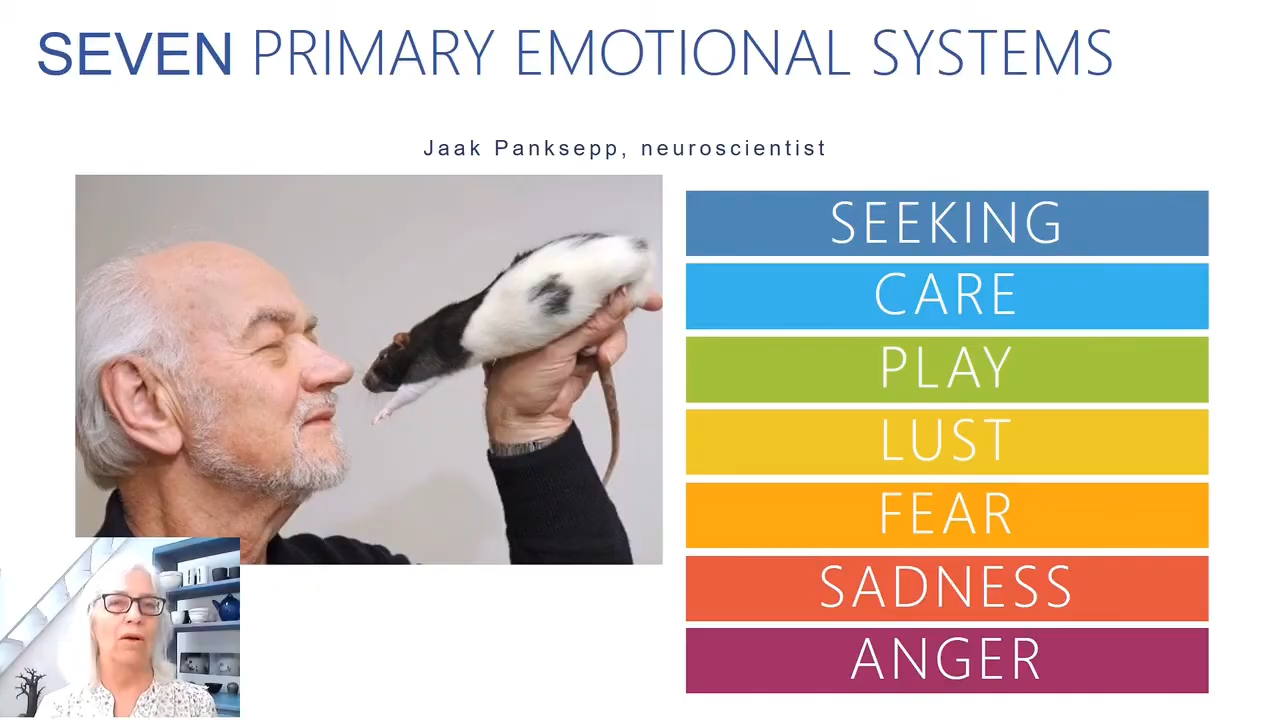 SEVEN PRIMARY EMOTIONAL SYSTEMS
Jaak Panksepp, neuroscientist
SEEKING
CARE
PLAY
LUST
FEAR
SADNESS
ANGER